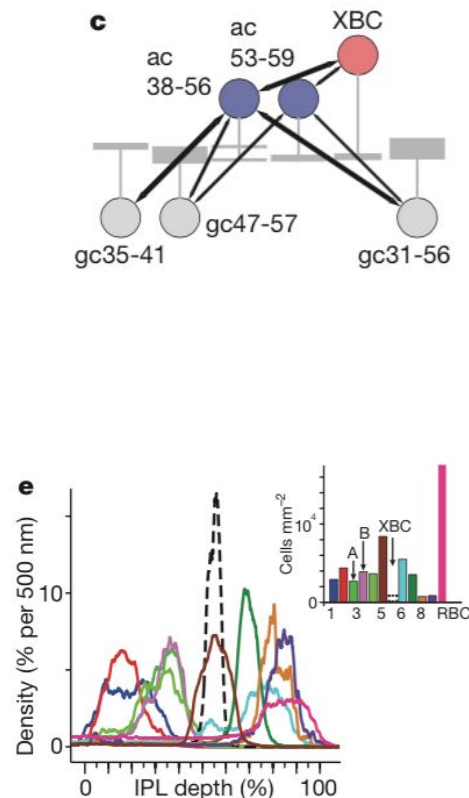 c
XBC
ac
53-59
ac
38-56
gc47-57
gc35-41
gc31-56
e
Cells mm⁻²
10⁴
0
A
B
XBC
1
3
5
6
8
RBC
Density (% per 500 nm)
10
0
0
100
IPL depth (%)